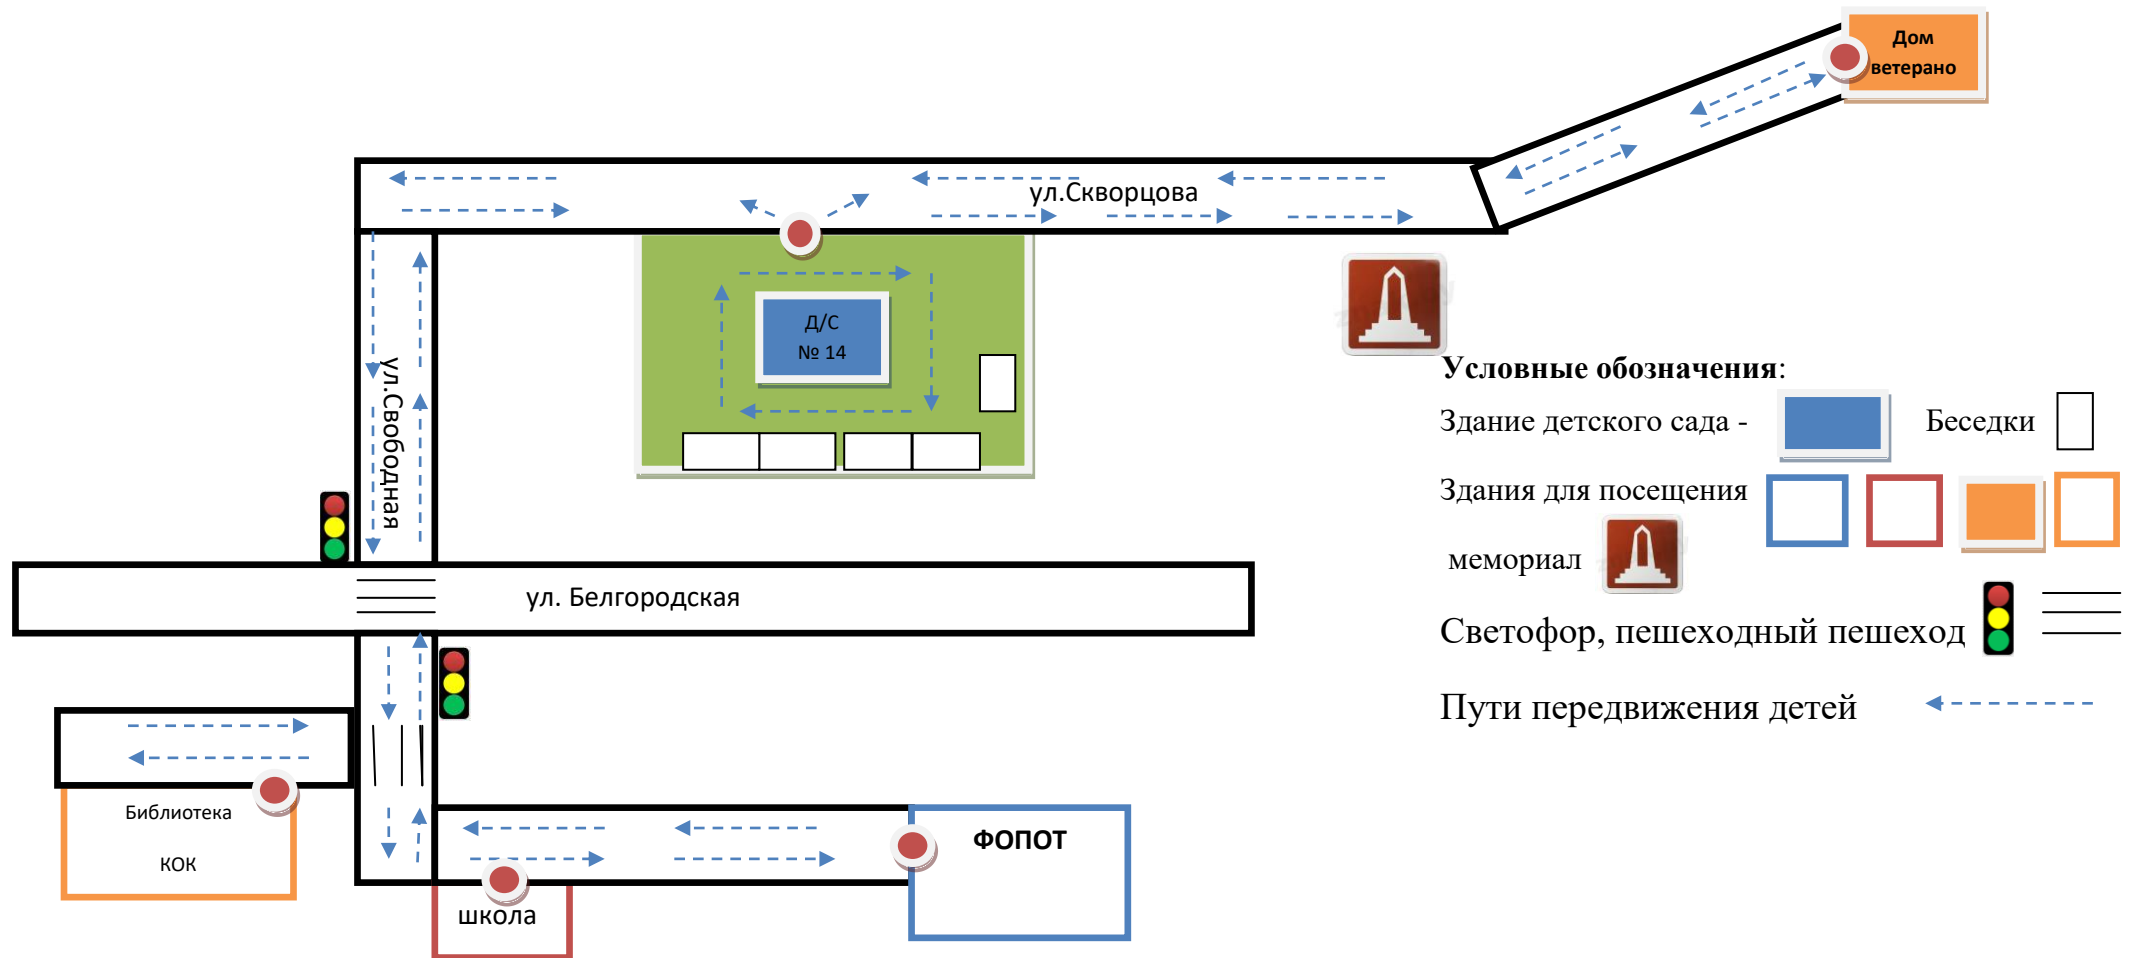 Дом
ветерано
ул.Скворцова
Д/С
№ 14
ул.Свободная
Условные обозначения:
Здание детского сада - Беседки
Здания для посещения
мемориал
ул. Белгородская
Светофор, пешеходный пешеход
Пути передвижения детей
Библиотека
КОК
ФОПОТ
школа